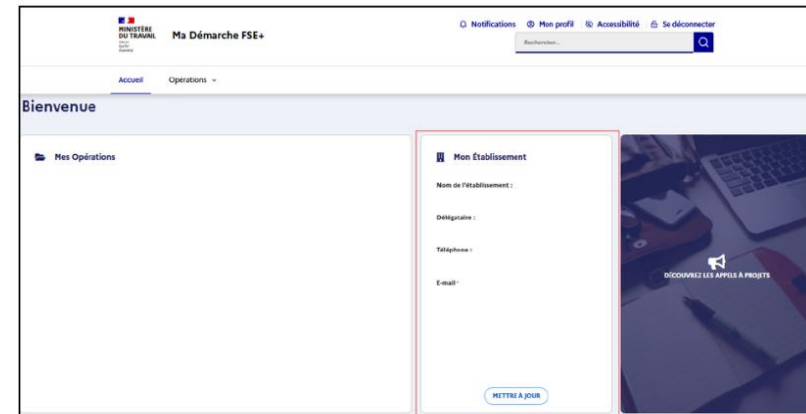 MINISTÈRE
DU TRAVAIL
Ma Démarche FSE+
Notifications
Mon profil
Accessibilité
Se déconnecter
Rechercher...
Accueil
Operations
Bienvenue
Mes Opérations
Mon Établissement
Nom de l'établissement :
Délégataire :
Téléphone :
E-mail :
METTRE À JOUR
DÉCOUVREZ LES APPELS À PROJETS